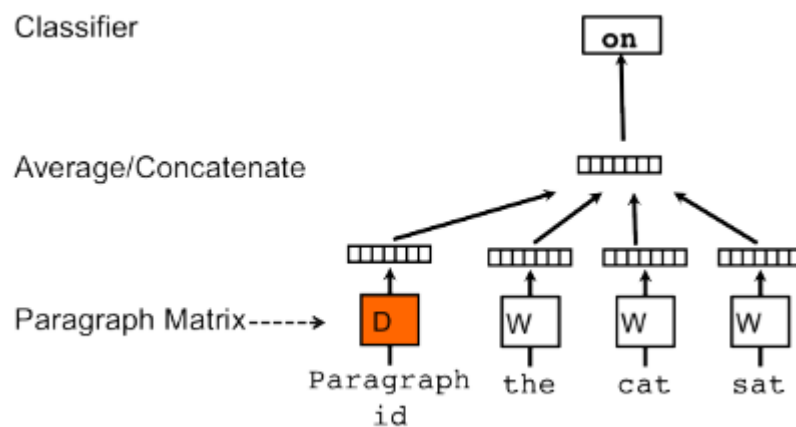 Classifier
on
Average/Concatenate
Paragraph Matrix
D
W
W
W
Paragraph
id
the
cat
sat